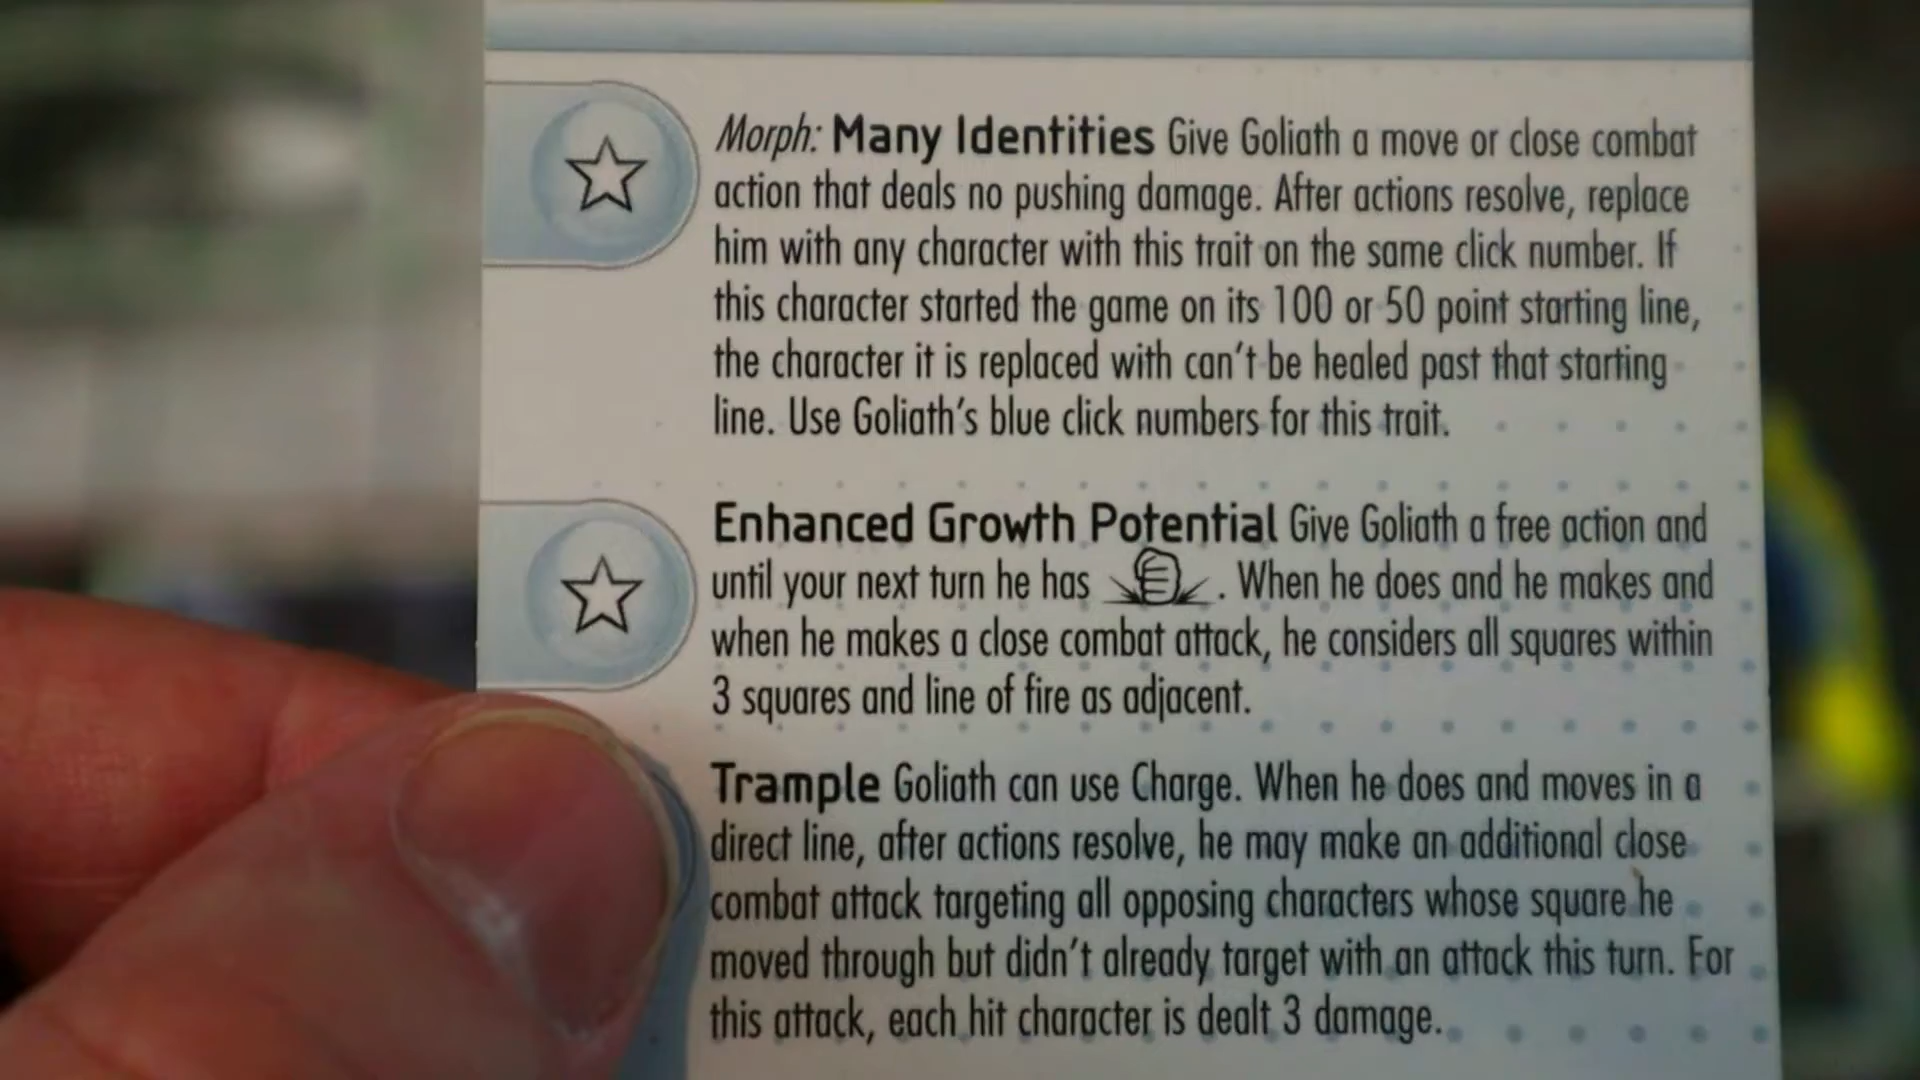 Morph: Many Identities Give Goliath a move or close combat
action that deals no pushing damage. After actions resolve, replace
him with any character with this trait on the same click number. If
this character started the game on its 100 or 50 point starting line,
the character it is replaced with can't be healed past that starting
line. Use Goliath's blue click numbers for this trait.
Enhanced Growth Potential Give Goliath a free action and
until your next turn he has . When he does and he makes and
when he makes a close combat attack, he considers all squares within
3 squares and line of fire as adjacent.
Trample Goliath can use Charge. When he does and moves in a
direct line, after actions resolve, he may make an additional close
combat attack targeting all opposing characters whose square he
moved through but didn't already target with an attack this turn. For
this attack, each hit character is dealt 3 damage.